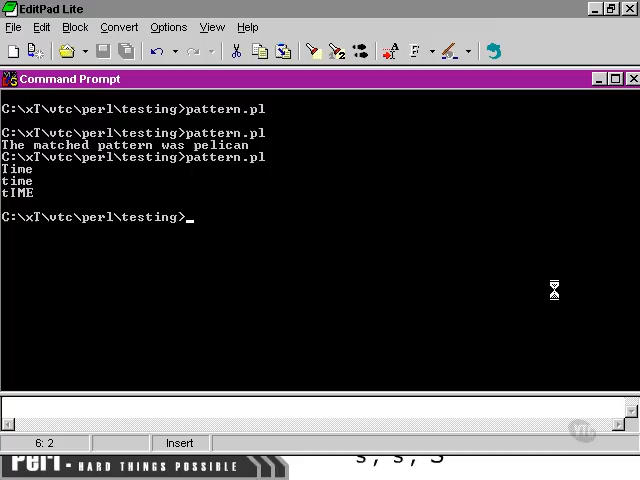 EditPad Lite
File Edit Block Convert Options View Help
Command Prompt
C:\xT\vtc\perl\testing>pattern.pl
C:\xT\vtc\perl\testing>pattern.pl
The matched pattern was pelican
C:\xT\vtc\perl\testing>pattern.pl
Time
time
tIME
C:\xT\vtc\perl\testing>
6: 2 Insert
VTC
Perl - HARD THINGS POSSIBLE